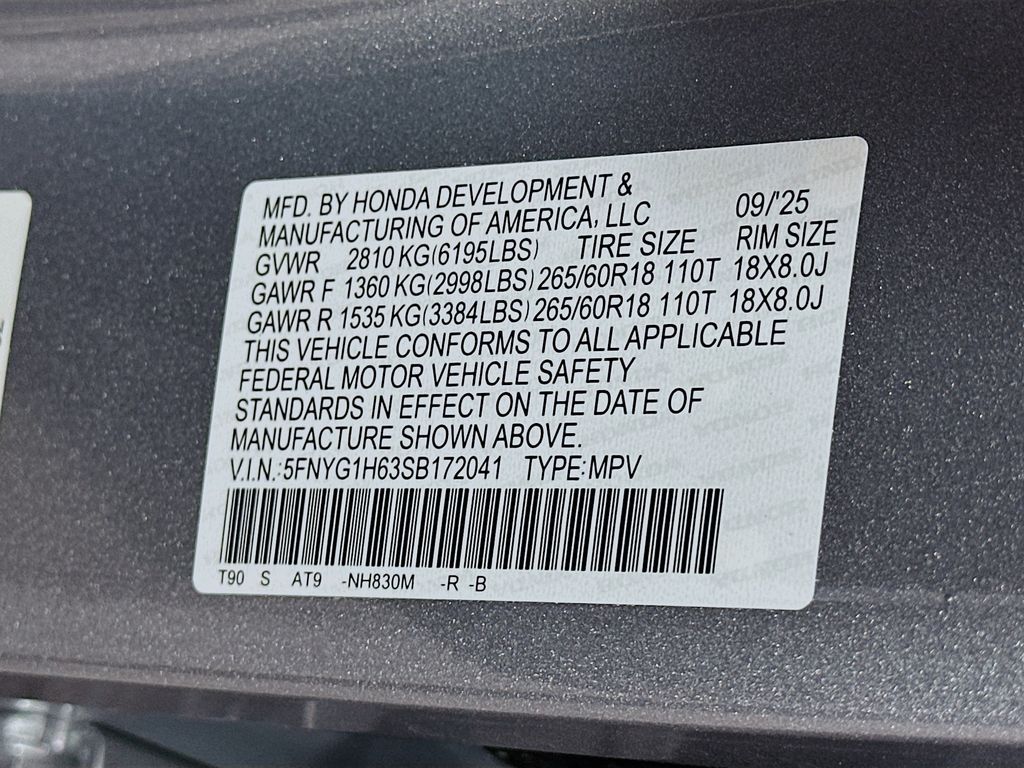 MFD. BY HONDA DEVELOPMENT &
MANUFACTURING OF AMERICA, LLC 09/'25
GVWR 2810 KG(6195LBS) TIRE SIZE RIM SIZE
GAWR F 1360 KG(2998LBS) 265/60R18 110T 18X8.0J
GAWR R 1535 KG(3384LBS) 265/60R18 110T 18X8.0J
THIS VEHICLE CONFORMS TO ALL APPLICABLE
FEDERAL MOTOR VEHICLE SAFETY
STANDARDS IN EFFECT ON THE DATE OF
MANUFACTURE SHOWN ABOVE.
V.I.N.:5FNYG1H63SB172041 TYPE:MPV
T90 S AT9 -NH830M -R -B